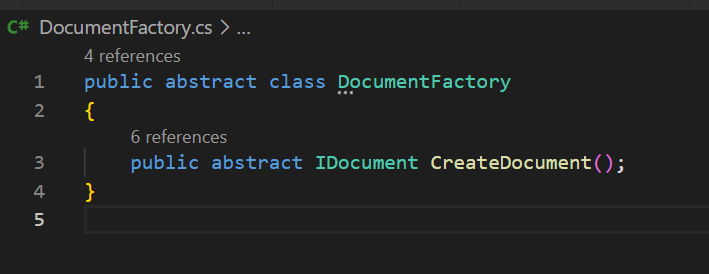 C# DocumentFactory.cs > ...
4 references
1 public abstract class DocumentFactory
2 {
6 references
3 public abstract IDocument CreateDocument();
4 }
5